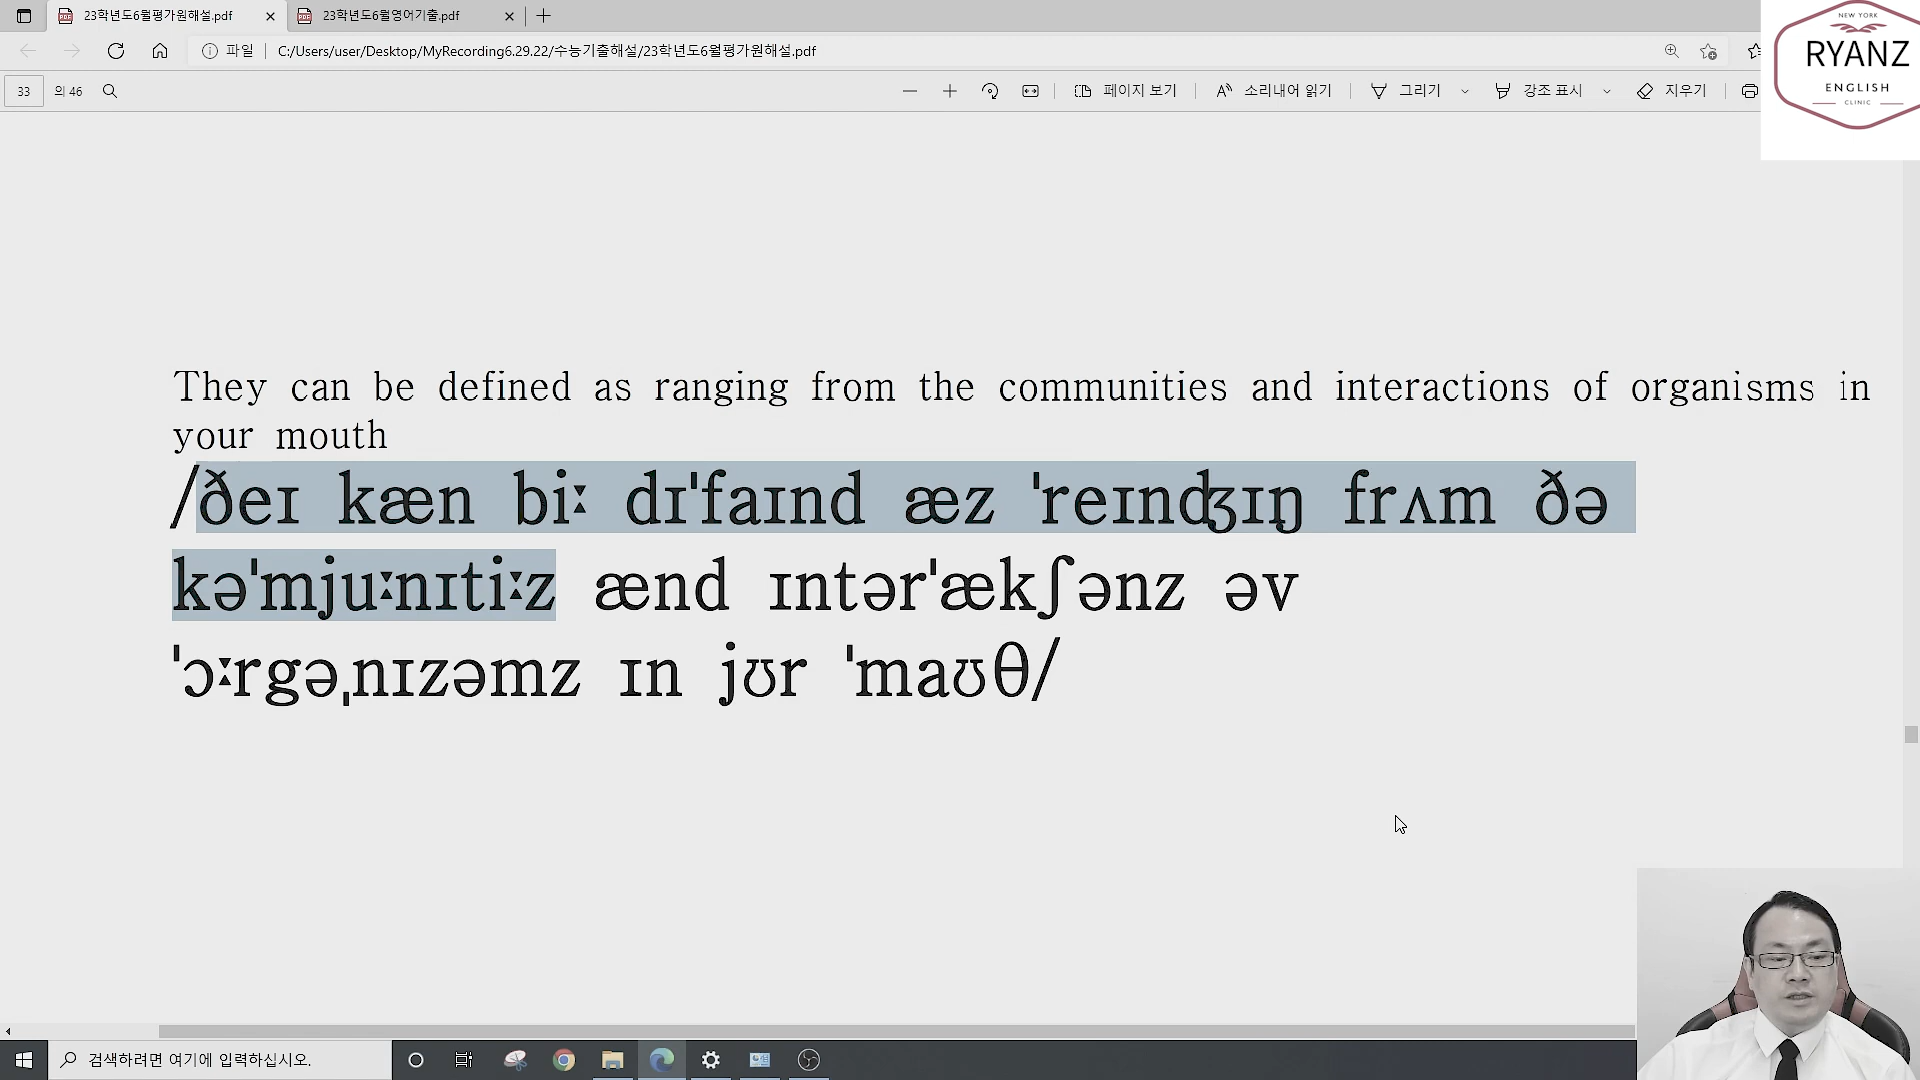 23학년도6월평가원해설.pdf
23학년도6월영어기출.pdf
파일
C:/Users/user/Desktop/MyRecording6.29.22/수능기출해설/23학년도6월평가원해설.pdf
33 의 46
페이지 보기
소리내어 읽기
그리기
강조 표시
지우기
NEW YORK
RYANZ
ENGLISH
CLINIC
They can be defined as ranging from the communities and interactions of organisms in
your mouth
/ðeɪ kæn biː dɪˈfaɪnd æz ˈreɪnʤɪŋ frʌm ðə
kəˈmjuːnɪtiːz ænd ɪntərˈækʃənz əv
ˈɔːrgəˌnɪzəmz ɪn jʊr ˈmaʊθ/
검색하려면 여기에 입력하십시오.